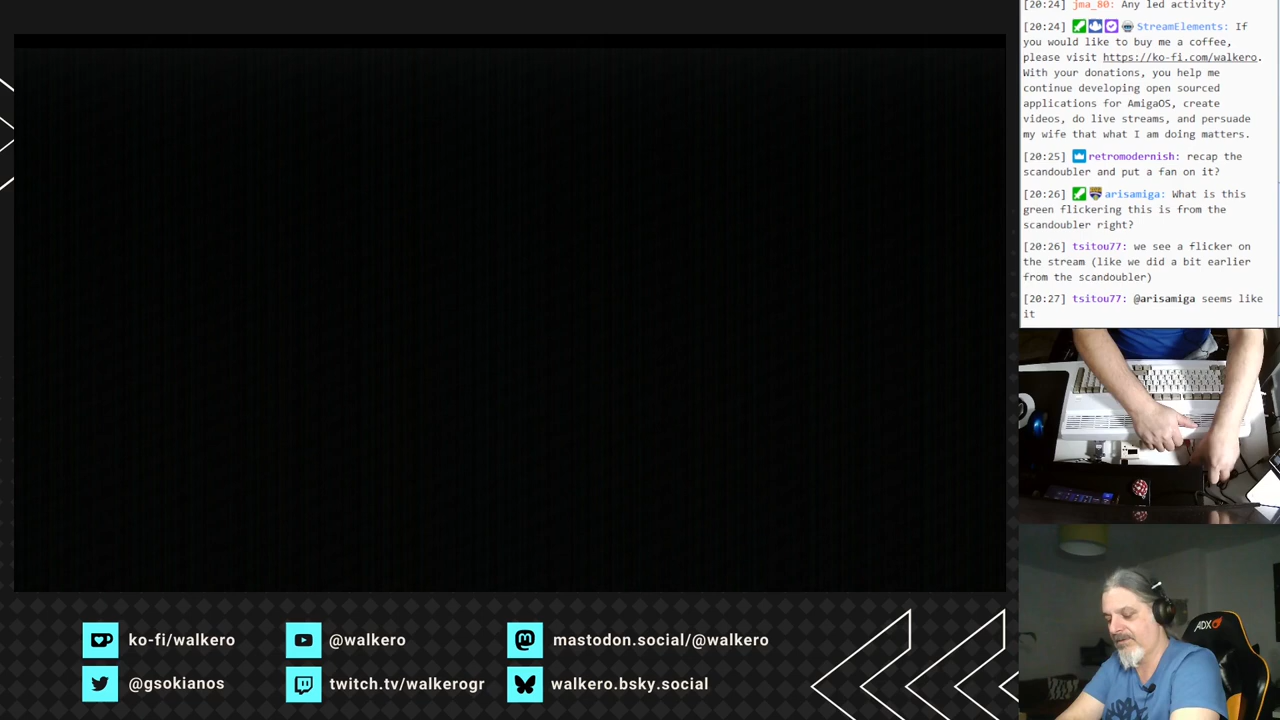 [20:24] jma_80: Any led activity?
[20:24] StreamElements: If
you would like to buy me a coffee,
please visit https://ko-fi.com/walkero.
With your donations, you help me
continue developing open sourced
applications for AmigaOS, create
videos, do live streams, and persuade
my wife that what I am doing matters.
[20:25] retromodernish: recap the
scandoubler and put a fan on it?
[20:26] arisamiga: What is this
green flickering this is from the
scandoubler right?
[20:26] tsitou77: we see a flicker on
the stream (like we did a bit earlier
from the scandoubler)
[20:27] tsitou77: @arisamiga seems like
it
ADX
ko-fi/walkero
@walkero
mastodon.social/@walkero
@gsokianos
twitch.tv/walkerogr
walkero.bsky.social